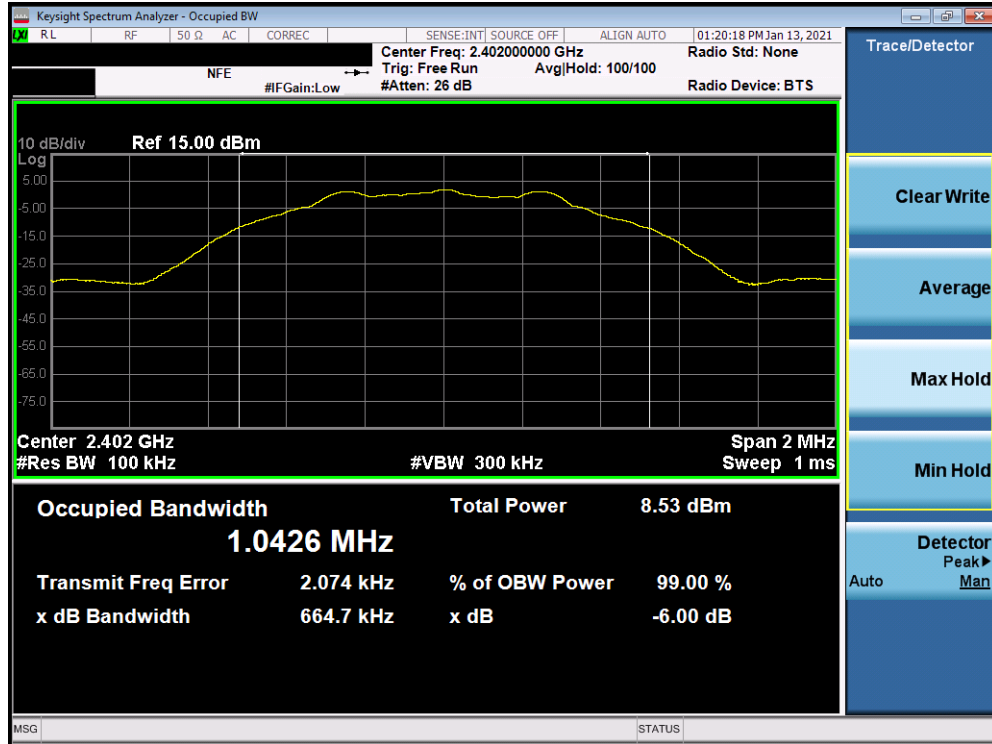 Keysight Spectrum Analyzer - Occupied BW
LXI RL RF 50 Ω AC CORREC SENSE:INT SOURCE OFF ALIGN AUTO 01:20:18 PM Jan 13, 2021
Center Freq: 2.402000000 GHz Radio Std: None
NFE Trig: Free Run Avg|Hold: 100/100
#IFGain:Low #Atten: 26 dB Radio Device: BTS
10 dB/div Ref 15.00 dBm
Log
5.00
-5.00
-15.0
-25.0
-35.0
-45.0
-55.0
-65.0
-75.0
Center 2.402 GHz Span 2 MHz
#Res BW 100 kHz #VBW 300 kHz Sweep 1 ms
Occupied Bandwidth Total Power 8.53 dBm
1.0426 MHz
Transmit Freq Error 2.074 kHz % of OBW Power 99.00 %
x dB Bandwidth 664.7 kHz x dB -6.00 dB
MSG STATUS
Trace/Detector
Clear Write
Average
Max Hold
Min Hold
Detector
Peak▶
Auto Man